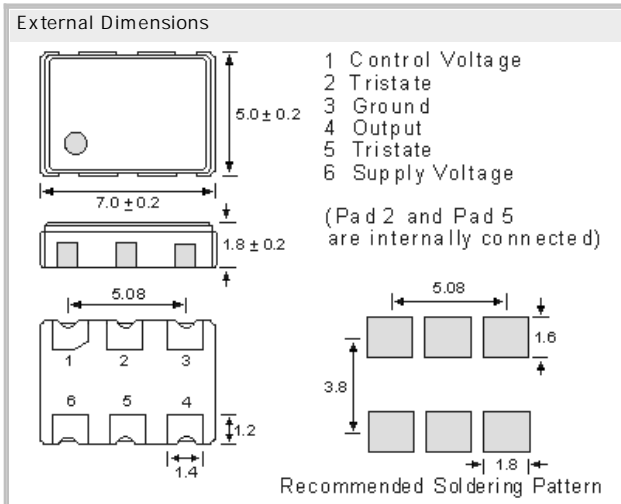 External Dimensions
1 Control Voltage
2 Tristate
3 Ground
4 Output
5 Tristate
6 Supply Voltage
(Pad 2 and Pad 5
are internally connected)
5.0 ± 0.2
7.0 ± 0.2
1.8 ± 0.2
5.08
1 2 3
6 5 4
1.2
1.4
5.08
1.6
3.8
1.8
Recommended Soldering Pattern